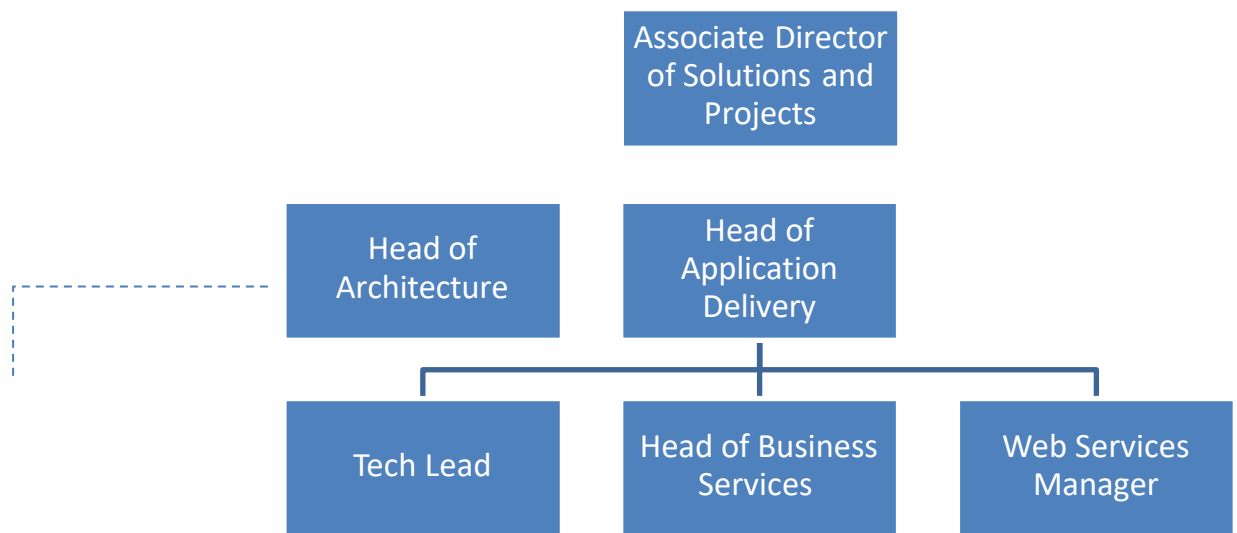 Associate Director
of Solutions and
Projects
Head of
Architecture
Head of
Application
Delivery
Tech Lead
Head of Business
Services
Web Services
Manager